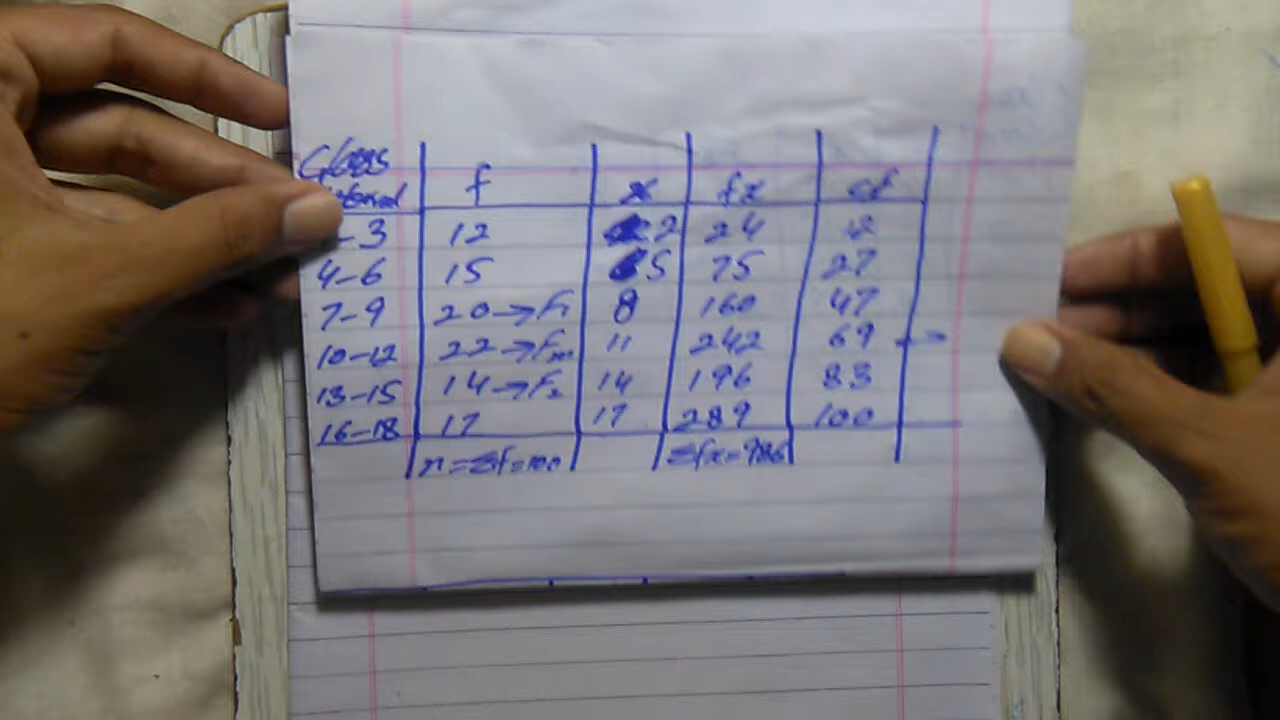 Class
f x fx cf
-3 12 2 24 12
4-6 15 5 75 27
7-9 20→f₁ 8 160 47
10-12 22→fₘ 11 242 69 →
13-15 14→f₂ 14 196 83
16-18 17 17 289 100
n=Σf=100 Σfx=986